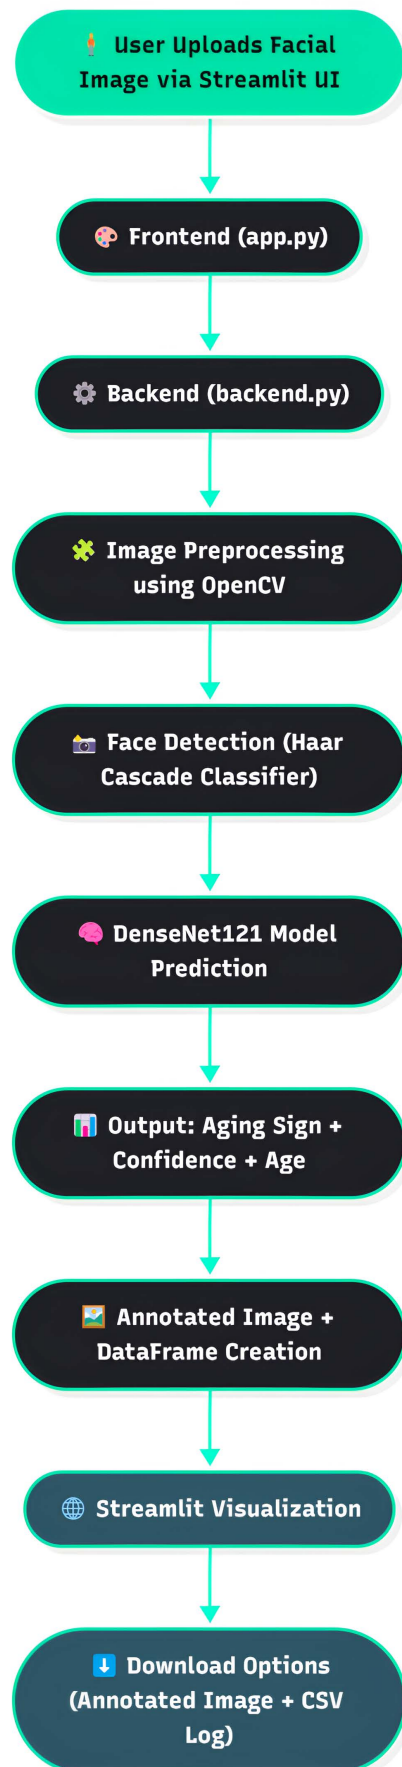 User Uploads Facial
Image via Streamlit UI
Frontend (app.py)
Backend (backend.py)
Image Preprocessing
using OpenCV
Face Detection (Haar
Cascade Classifier)
DenseNet121 Model
Prediction
Output: Aging Sign +
Confidence + Age
Annotated Image +
DataFrame Creation
Streamlit Visualization
Download Options
(Annotated Image + CSV
Log)